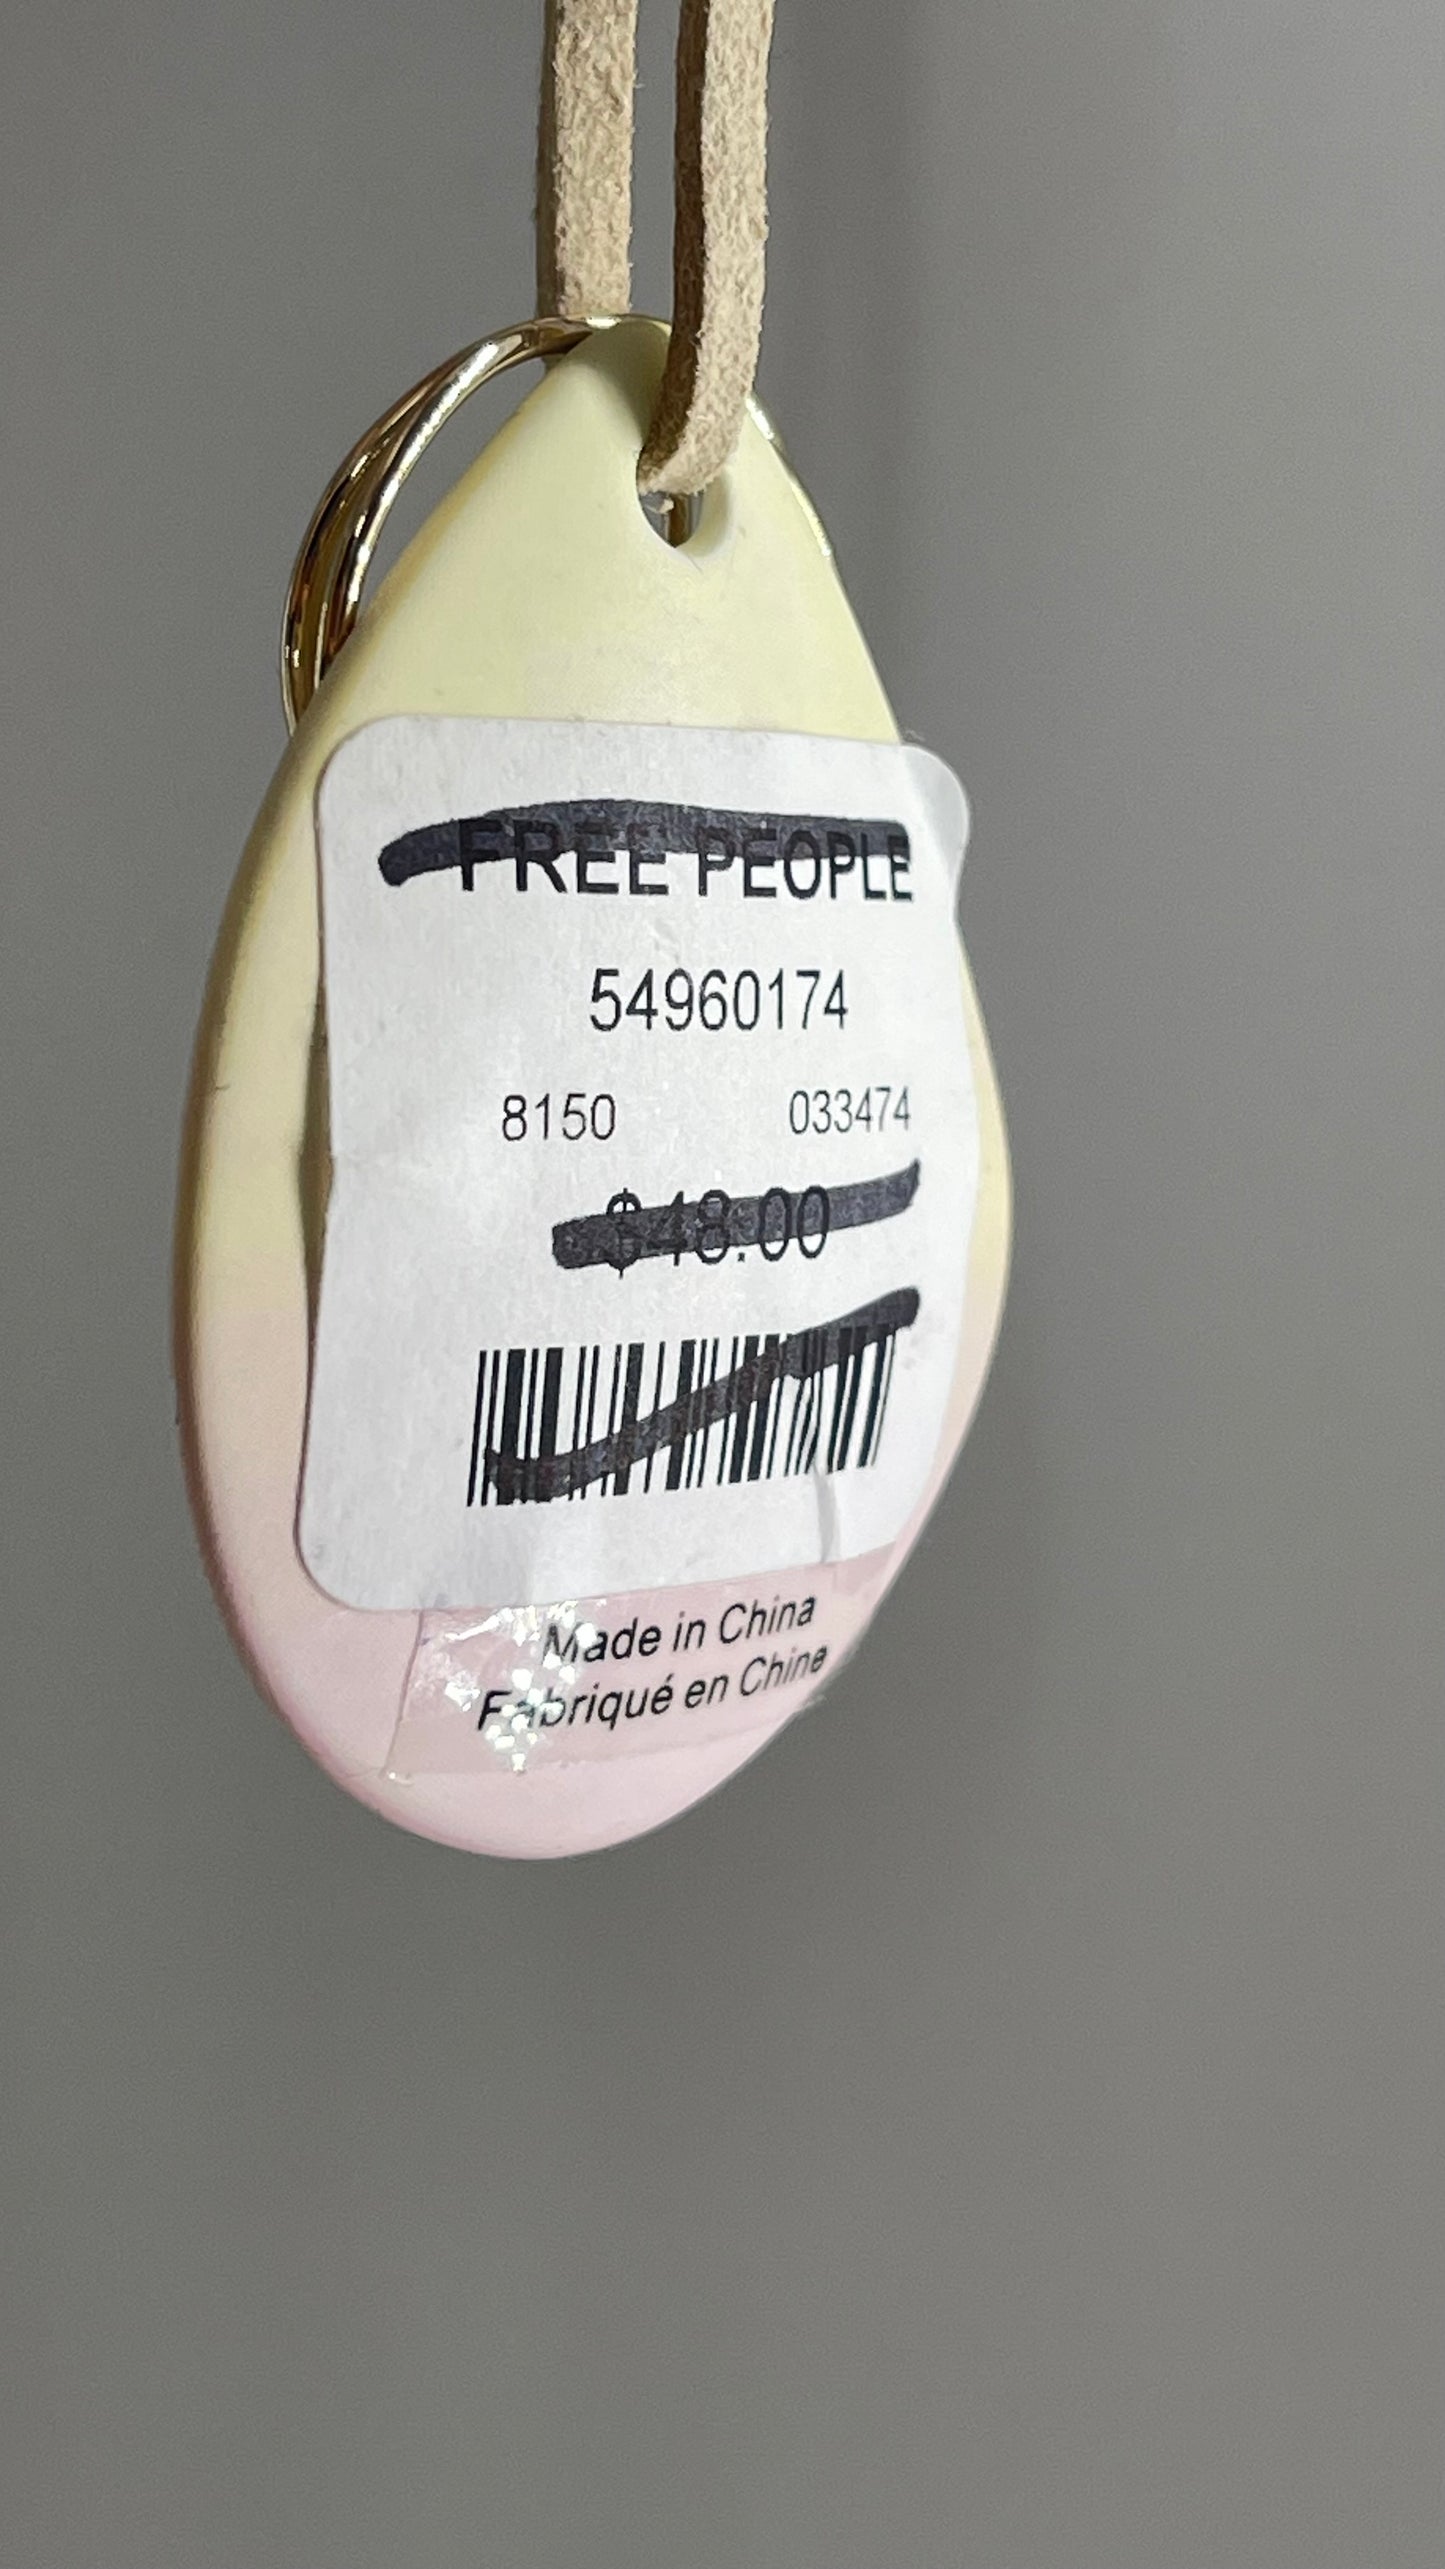 FREE PEOPLE
54960174
8150 033474
$48.00
Made in China
Fabriqué en Chine